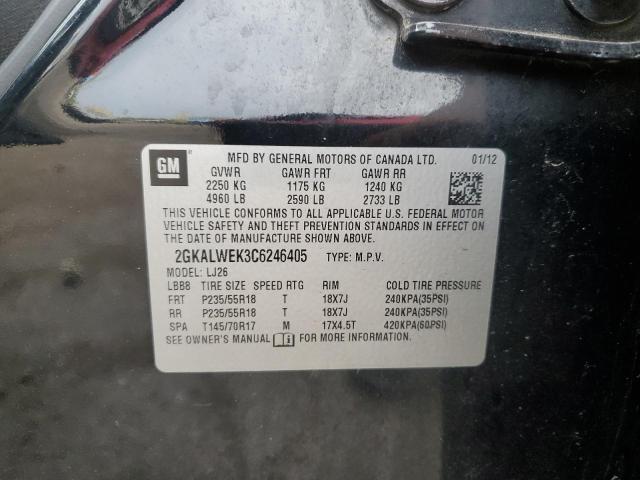 GM
MFD BY GENERAL MOTORS OF CANADA LTD. 01/12
GVWR GAWR FRT GAWR RR
2250 KG 1175 KG 1240 KG
4960 LB 2590 LB 2733 LB
THIS VEHICLE CONFORMS TO ALL APPLICABLE U.S. FEDERAL MOTOR
VEHICLE SAFETY AND THEFT PREVENTION STANDARDS IN EFFECT ON
THE DATE OF MANUFACTURE SHOWN ABOVE.
2GKALWEK3C6246405 TYPE: M.P.V.
MODEL: LJ26
LBB8 TIRE SIZE SPEED RTG RIM COLD TIRE PRESSURE
FRT P235/55R18 T 18X7J 240KPA(35PSI)
RR P235/55R18 T 18X7J 240KPA(35PSI)
SPA T145/70R17 M 17X4.5T 420KPA(60PSI)
SEE OWNER'S MANUAL FOR MORE INFORMATION.